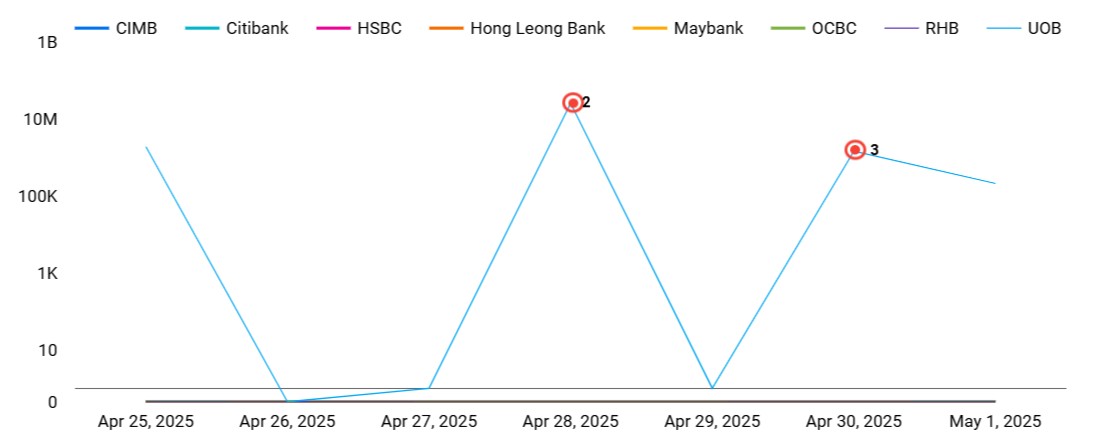 CIMB Citibank HSBC Hong Leong Bank Maybank OCBC RHB UOB
1B
10M
100K
1K
10
0
2
3
Apr 25, 2025 Apr 26, 2025 Apr 27, 2025 Apr 28, 2025 Apr 29, 2025 Apr 30, 2025 May 1, 2025